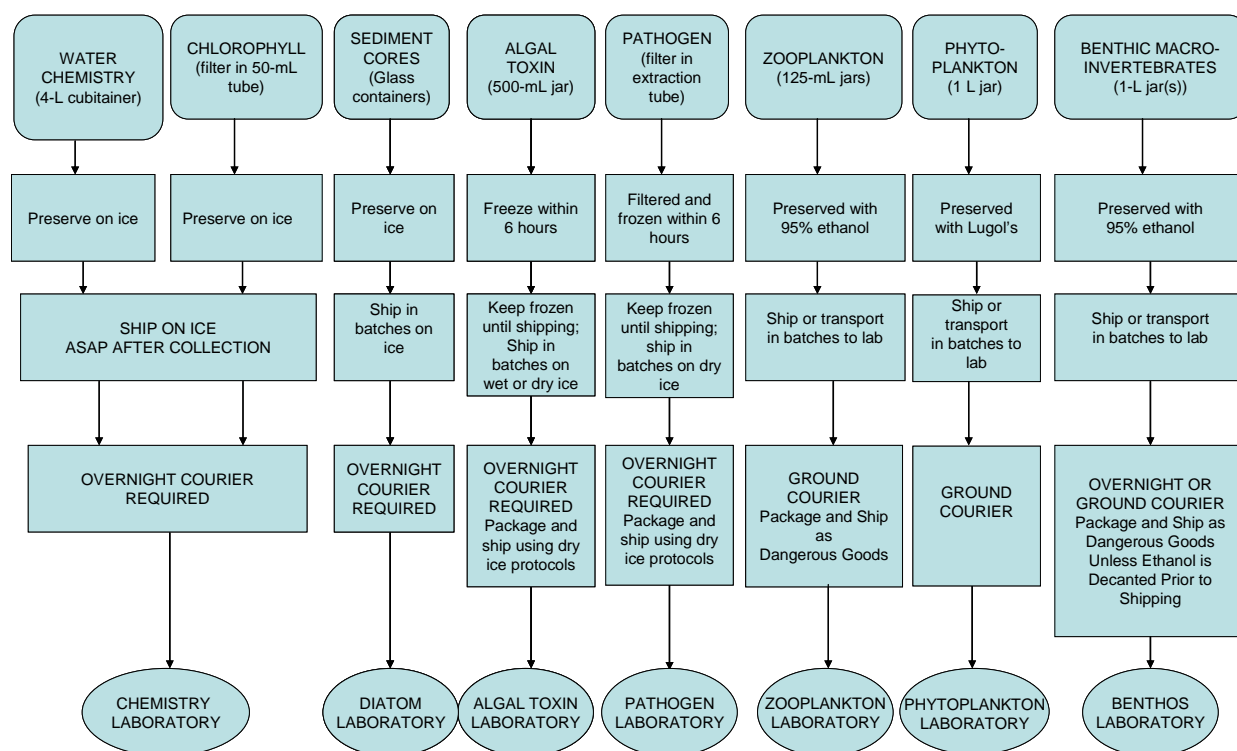 WATER
CHEMISTRY
(4-L cubitainer)
CHLOROPHYLL
(filter in 50-mL
tube)
SEDIMENT
CORES
(Glass
containers)
ALGAL
TOXIN
(500-mL jar)
PATHOGEN
(filter in
extraction
tube)
ZOOPLANKTON
(125-mL jars)
PHYTO-
PLANKTON
(1 L jar)
BENTHIC MACRO-
INVERTEBRATES
(1-L jar(s))
Preserve on ice
Preserve on ice
Preserve on
ice
Freeze within
6 hours
Filtered and
frozen within 6
hours
Preserved with
95% ethanol
Preserved
with Lugol's
Preserved with
95% ethanol
SHIP ON ICE
ASAP AFTER COLLECTION
Ship in
batches on
ice
Keep frozen
until shipping;
Ship in
batches on
wet or dry ice
Keep frozen
until shipping;
ship in
batches on dry
ice
Ship or transport
in batches to lab
Ship or
transport
in batches to
lab
Ship or transport
in batches to lab
OVERNIGHT COURIER
REQUIRED
OVERNIGHT
COURIER
REQUIRED
OVERNIGHT
COURIER
REQUIRED
Package and
ship using dry
ice protocols
OVERNIGHT
COURIER
REQUIRED
Package and
ship using dry
ice protocols
GROUND
COURIER
Package and Ship
as
Dangerous Goods
GROUND
COURIER
OVERNIGHT OR
GROUND COURIER
Package and Ship as
Dangerous Goods
Unless Ethanol is
Decanted Prior to
Shipping
CHEMISTRY
LABORATORY
DIATOM
LABORATORY
ALGAL TOXIN
LABORATORY
PATHOGEN
LABORATORY
ZOOPLANKTON
LABORATORY
PHYTOPLANKTON
LABORATORY
BENTHOS
LABORATORY